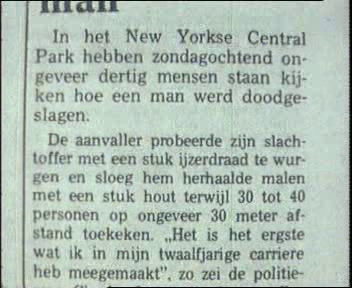 man
In het New Yorkse Central
Park hebben zondagochtend on-
geveer dertig mensen staan kij-
ken hoe een man werd doodge-
slagen.
De aanvaller probeerde zijn slach-
toffer met een stuk ijzerdraad te wur-
gen en sloeg hem herhaalde malen
met een stuk hout terwijl 30 tot 40
personen op ongeveer 30 meter af-
stand toekeken. „Het is het ergste
wat ik in mijn twaalfjarige carriere
heb meegemaakt”, zo zei de politie-